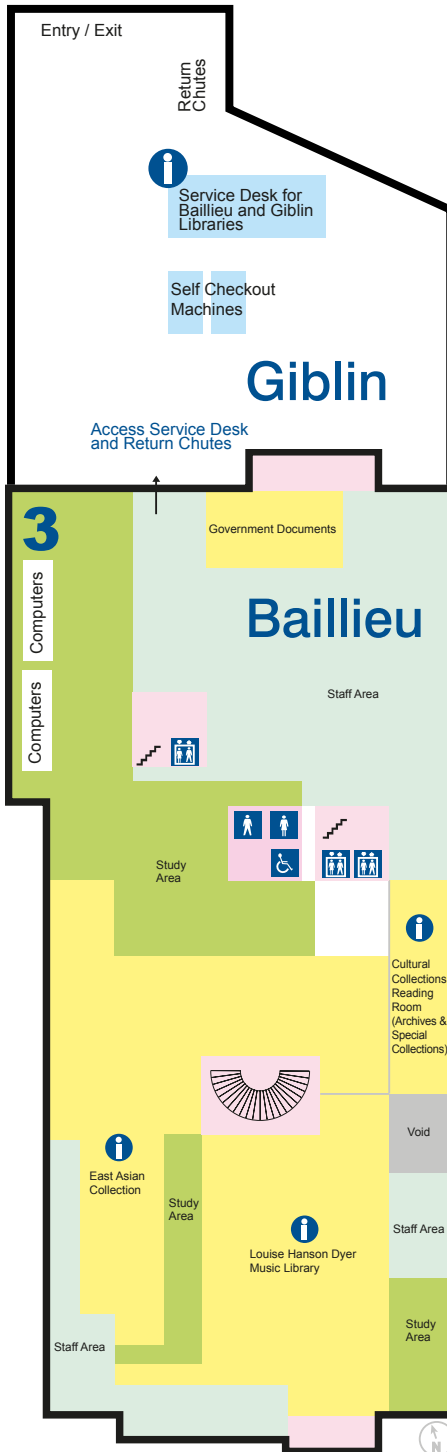 Entry / Exit
Return
Chutes
Service Desk for
Baillieu and Giblin
Libraries
Self Checkout
Machines
Giblin
Access Service Desk
and Return Chutes
3
Government Documents
Computers
Baillieu
Computers
Staff Area
Study
Area
Cultural
Collections
Reading
Room
(Archives &
Special
Collections)
Void
East Asian
Collection
Study
Area
Staff Area
Louise Hanson Dyer
Music Library
Study
Area
Staff Area
N